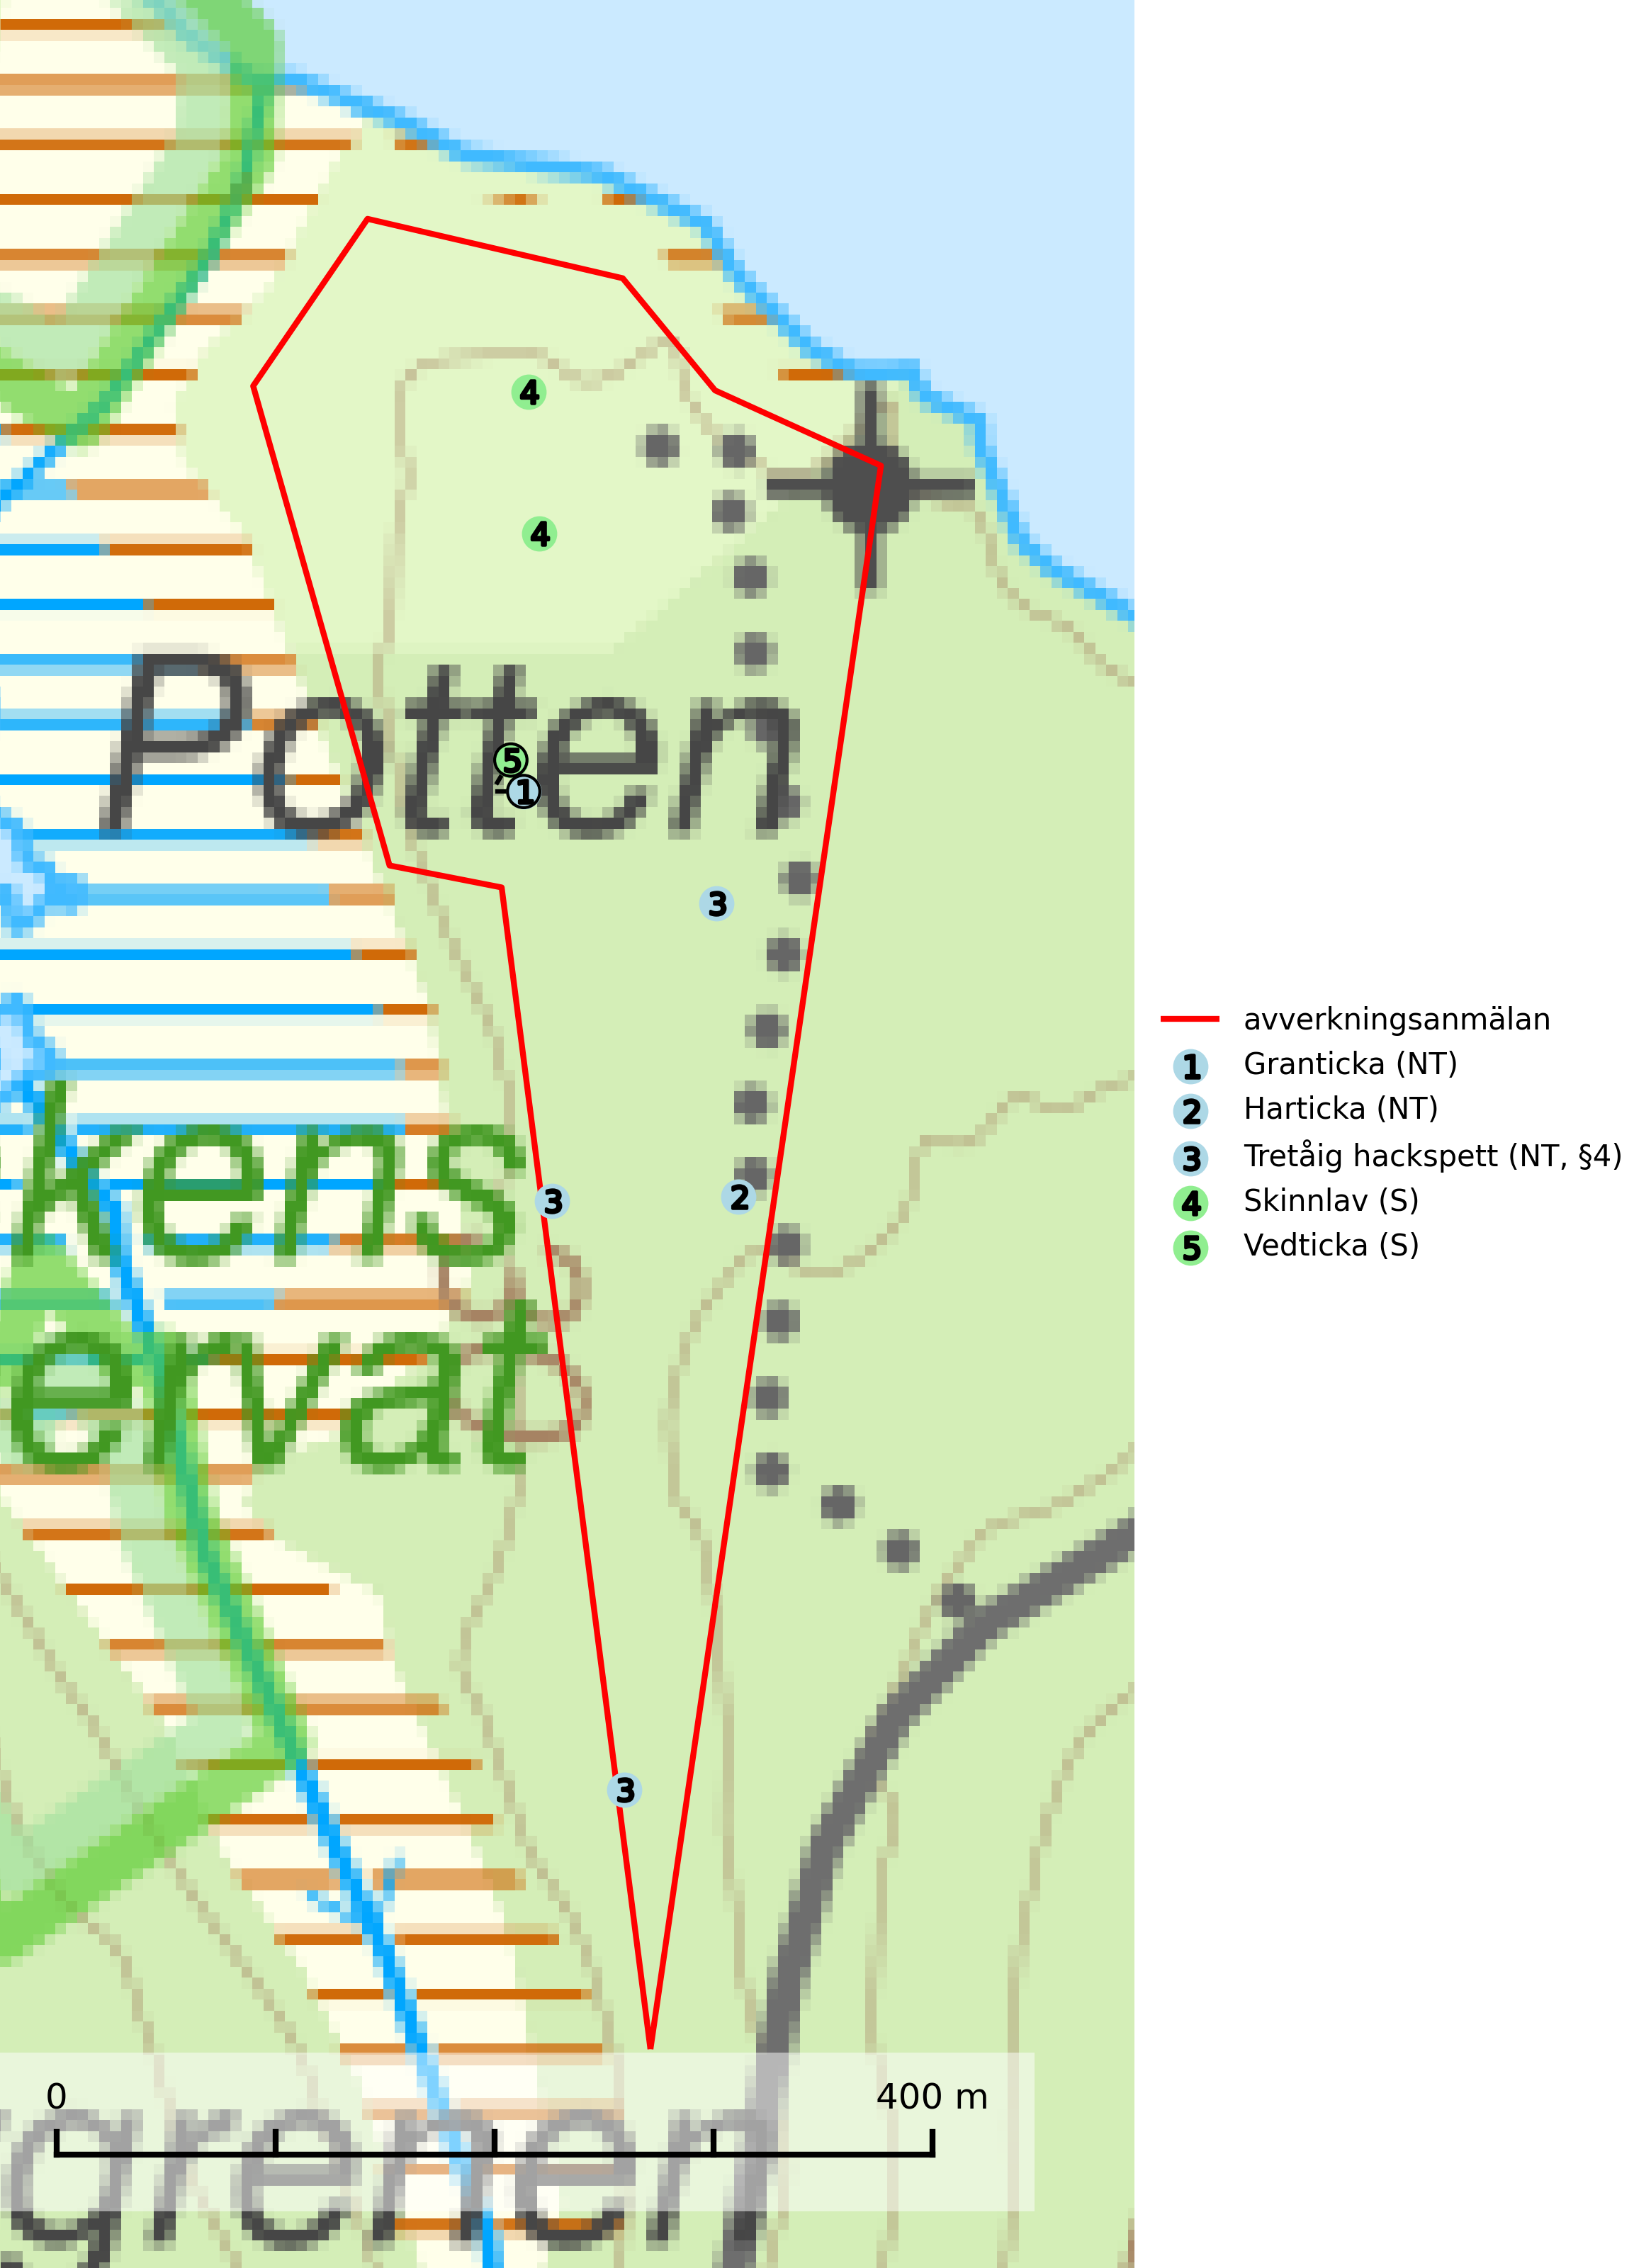 4
4
Potten
5
1
3
kens
3
2
ervat
3
0 400 m
grenen
avverkningsanmälan
1 Granticka (NT)
2 Harticka (NT)
3 Tretåig hackspett (NT, §4)
4 Skinnlav (S)
5 Vedticka (S)